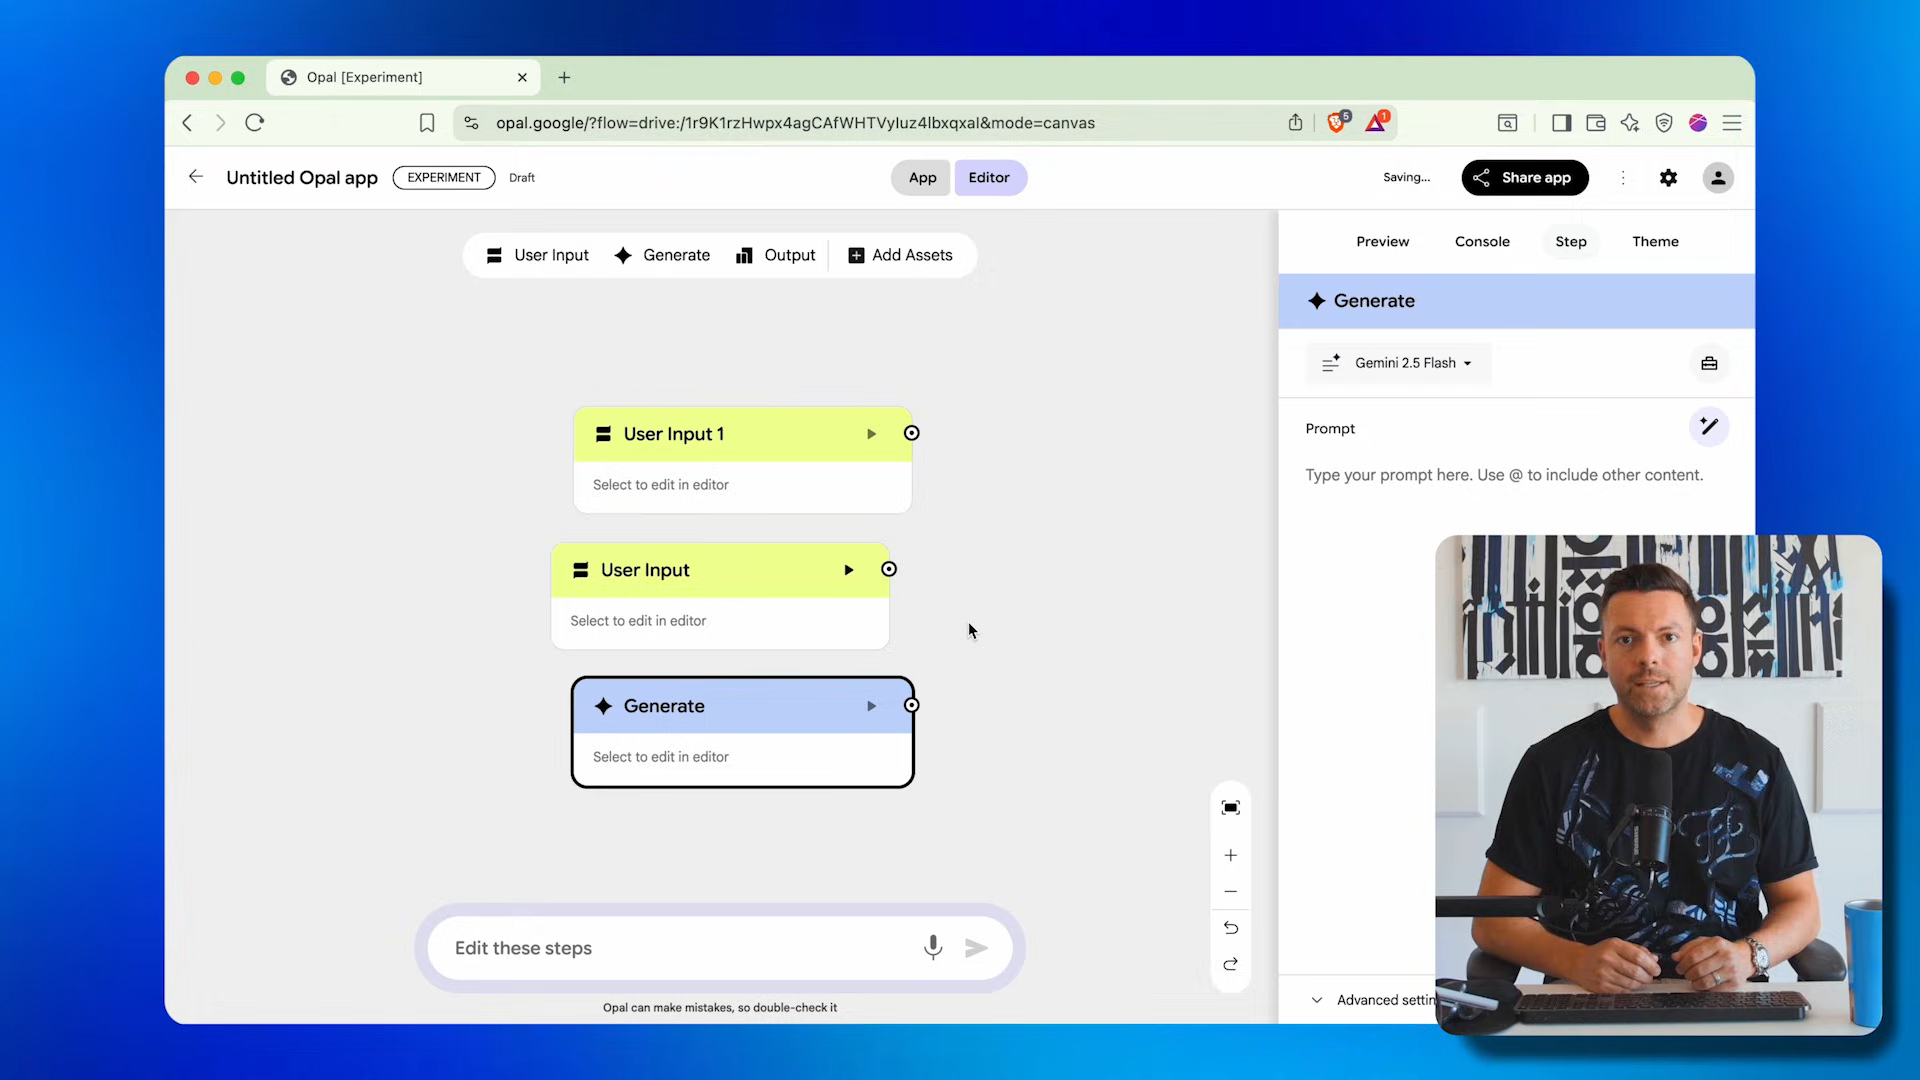 Opal [Experiment]
opal.google/?flow=drive:/1r9K1rzHwpx4agCAfWHTVyIuz4lbxqxaI&mode=canvas
5
1
Untitled Opal app
EXPERIMENT
Draft
App
Editor
Saving...
Share app
User Input
Generate
Output
Add Assets
Preview
Console
Step
Theme
Generate
Gemini 2.5 Flash
Prompt
Type your prompt here. Use @ to include other content.
User Input 1
Select to edit in editor
User Input
Select to edit in editor
Generate
Select to edit in editor
Edit these steps
Opal can make mistakes, so double-check it
Advanced settin